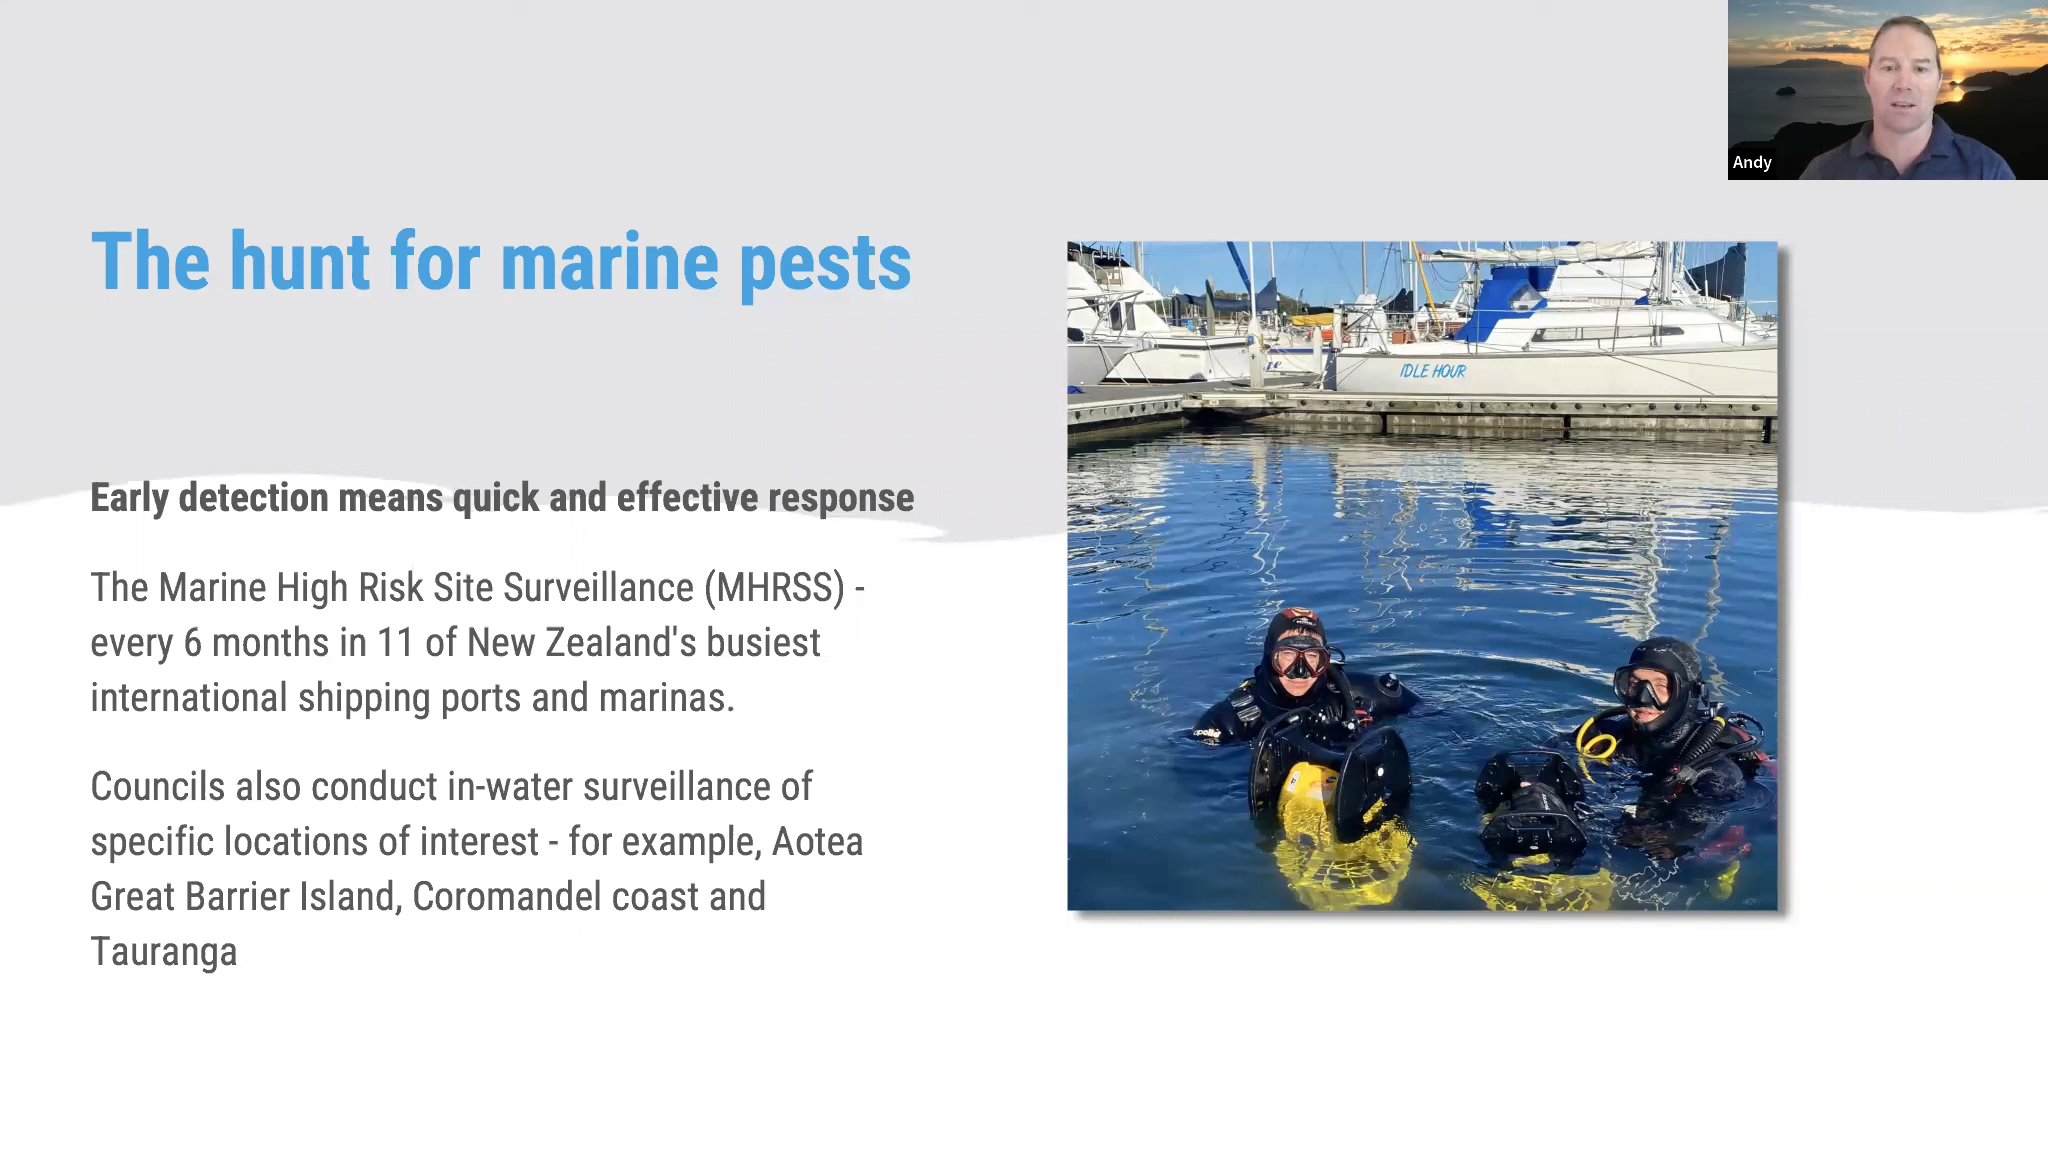 Andy
The hunt for marine pests
IDLE HOUR
Early detection means quick and effective response
The Marine High Risk Site Surveillance (MHRSS) -
every 6 months in 11 of New Zealand's busiest
international shipping ports and marinas.
Councils also conduct in-water surveillance of
specific locations of interest - for example, Aotea
Great Barrier Island, Coromandel coast and
Tauranga
apollo